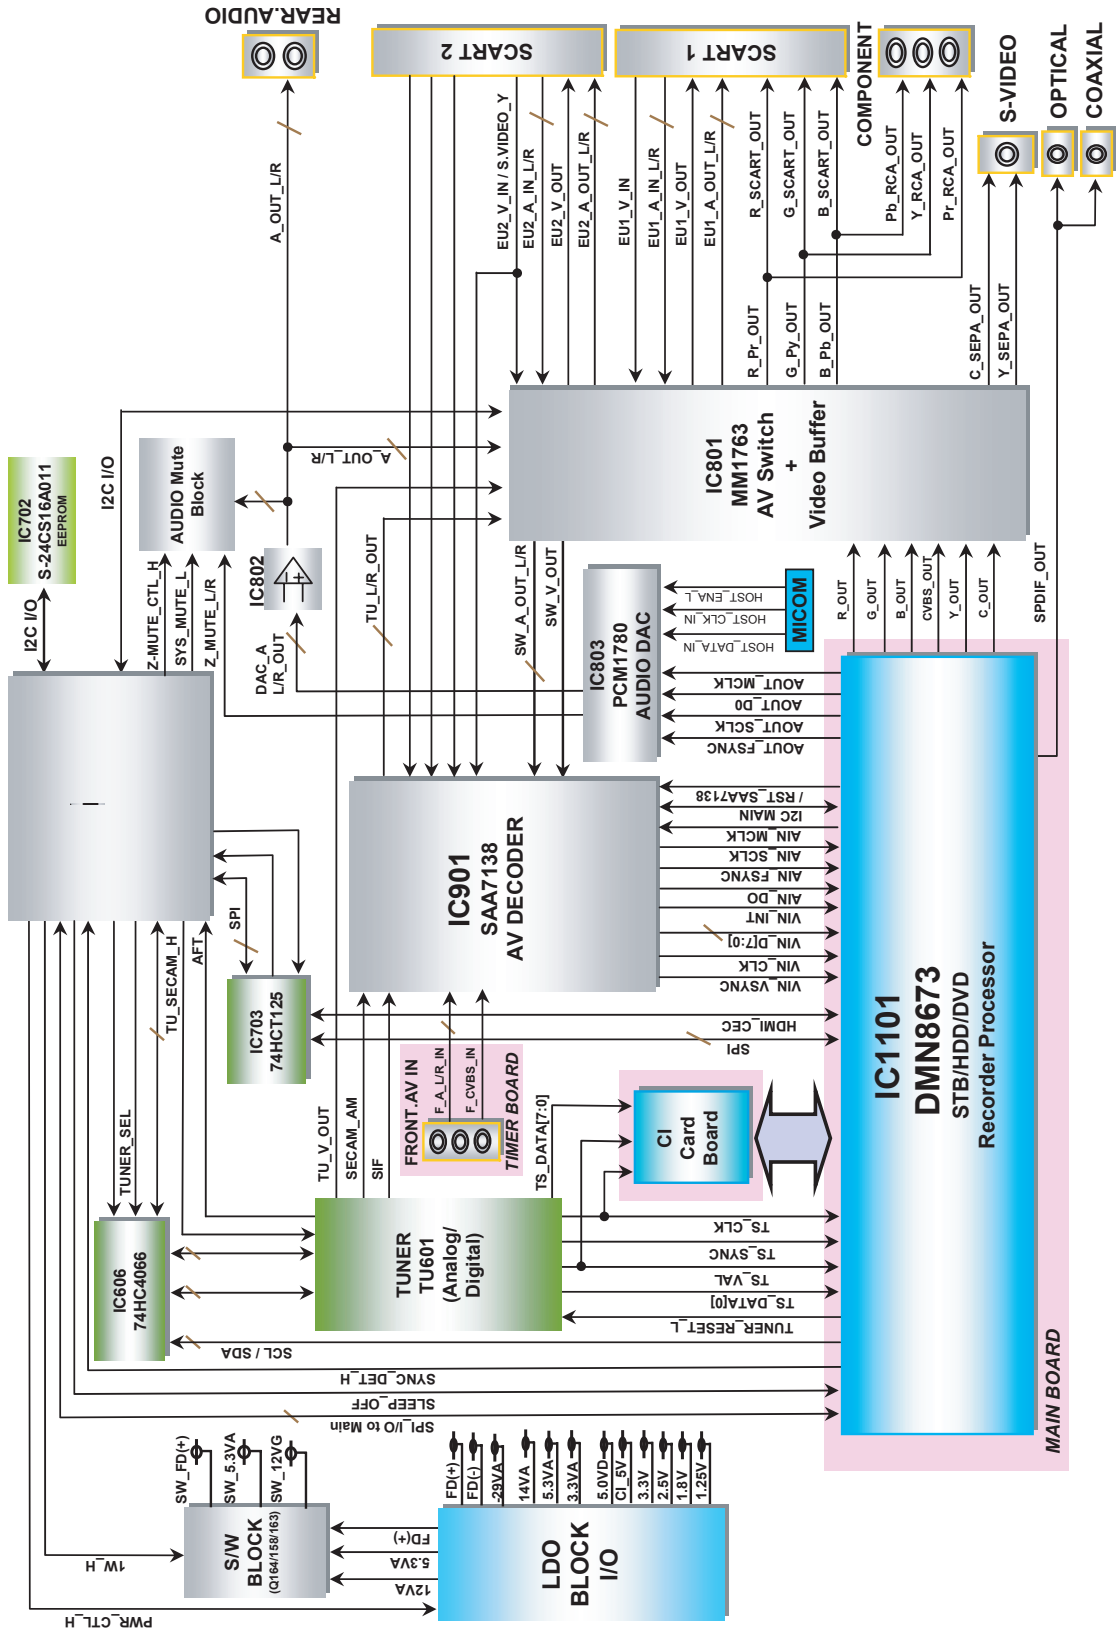 REAR.AUDIO
SCART 2
SCART 1
COMPONENT
S-VIDEO
OPTICAL
COAXIAL
A_OUT_L/R
EU2_V_IN / S.VIDEO_Y
EU2_A_IN_L/R
EU2_V_OUT
EU2_A_OUT_L/R
EU1_V_IN
EU1_A_IN_L/R
EU1_V_OUT
EU1_A_OUT_L/R
R_SCART_OUT
G_SCART_OUT
B_SCART_OUT
Pb_RCA_OUT
Y_RCA_OUT
Pr_RCA_OUT
R_Pr_OUT
G_Py_OUT
B_Pb_OUT
C_SEPA_OUT
Y_SEPA_OUT
IC702
S-24CS16A011
EEPROM
I2C I/O
I2C I/O
AUDIO Mute
Block
A_OUT_L/R
IC801
MM1763
AV Switch
+
Video Buffer
Z-MUTE_CTL_H
SYS_MUTE_L
Z_MUTE_L/R
IC802
DAC_A
L/R_OUT
TU_L/R_OUT
SW_A_OUT_L/R
SW_V_OUT
IC803
PCM1780
AUDIO DAC
HOST_ENA_L
HOST_CLK_IN
HOST_DATA_IN
MICOM
R_OUT
G_OUT
B_OUT
CVBS_OUT
Y_OUT
C_OUT
SPDIF_OUT
AOUT_MCLK
AOUT_D0
AOUT_SCLK
AOUT_FSYNC
IC901
SAA7138
AV DECODER
/ RST_SAA7138
I2C MAIN
AIN_MCLK
AIN_SCLK
AIN_FSYNC
AIN_DO
VIN_INT
VIN_D[7:0]
VIN_CLK
VIN_VSYNC
HDMI_CEC
SPI
SPI
AFT
TU_SECAM_H
TUNER_SEL
IC703
74HCT125
TU_V_OUT
SECAM_AM
SIF
FRONT.AV IN
F_A_L/R_IN
F_CVBS_IN
TIMER BOARD
TS_DATA[7:0]
CI
Card
Board
IC1101
DMN8673
STB/HDD/DVD
Recorder Processor
MAIN BOARD
IC606
74HC4066
TUNER
TU601
(Analog/
Digital)
TS_CLK
TS_SYNC
TS_VAL
TS_DATA[0]
TUNER_RESET_L
SCL / SDA
SYNC_DET_H
SLEEP_OFF
SPI_I/O to Main
SW_FD(+)
SW_5.3VA
SW_12VG
S/W
BLOCK
(Q164/158/163)
FD(+)
5.3VA
12VA
1W_H
PWR_CTL_H
LDO
BLOCK
I/O
FD(+)
FD(-)
-29VA
14VA
5.3VA
3.3VA
5.0VD
CI_5V
3.3V
2.5V
1.8V
1.25V